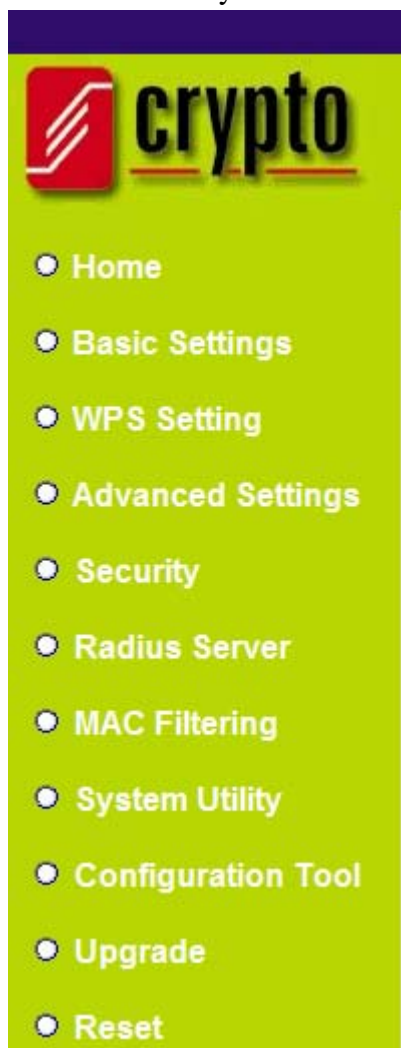 crypto
Home
Basic Settings
WPS Setting
Advanced Settings
Security
Radius Server
MAC Filtering
System Utility
Configuration Tool
Upgrade
Reset